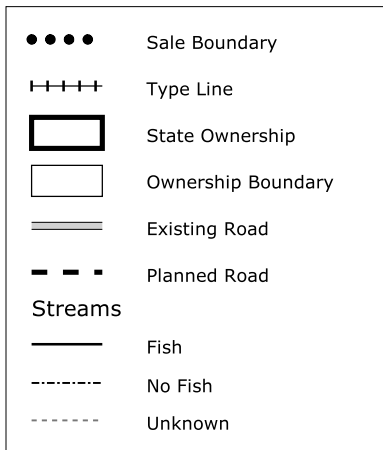 Sale Boundary
Type Line
State Ownership
Ownership Boundary
Existing Road
Planned Road
Streams
Fish
No Fish
Unknown